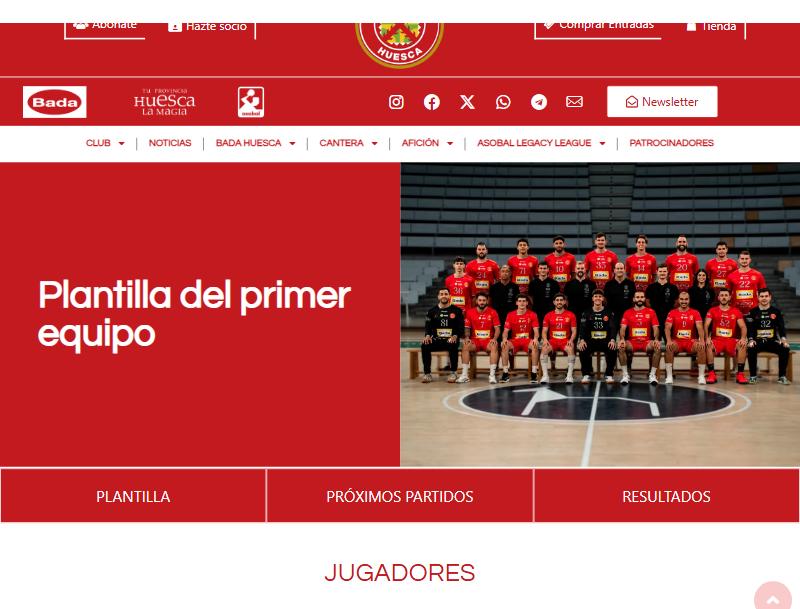 Abónate
Hazte socio
Comprar Entradas
Tienda
HUESCA
Bada
TU PROVINCIA
HUESCA
LA MAGIA
asobal
Newsletter
CLUB
NOTICIAS
BADA HUESCA
CANTERA
AFICIÓN
ASOBAL LEGACY LEAGUE
PATROCINADORES
Plantilla del primer
equipo
PLANTILLA
PRÓXIMOS PARTIDOS
RESULTADOS
JUGADORES